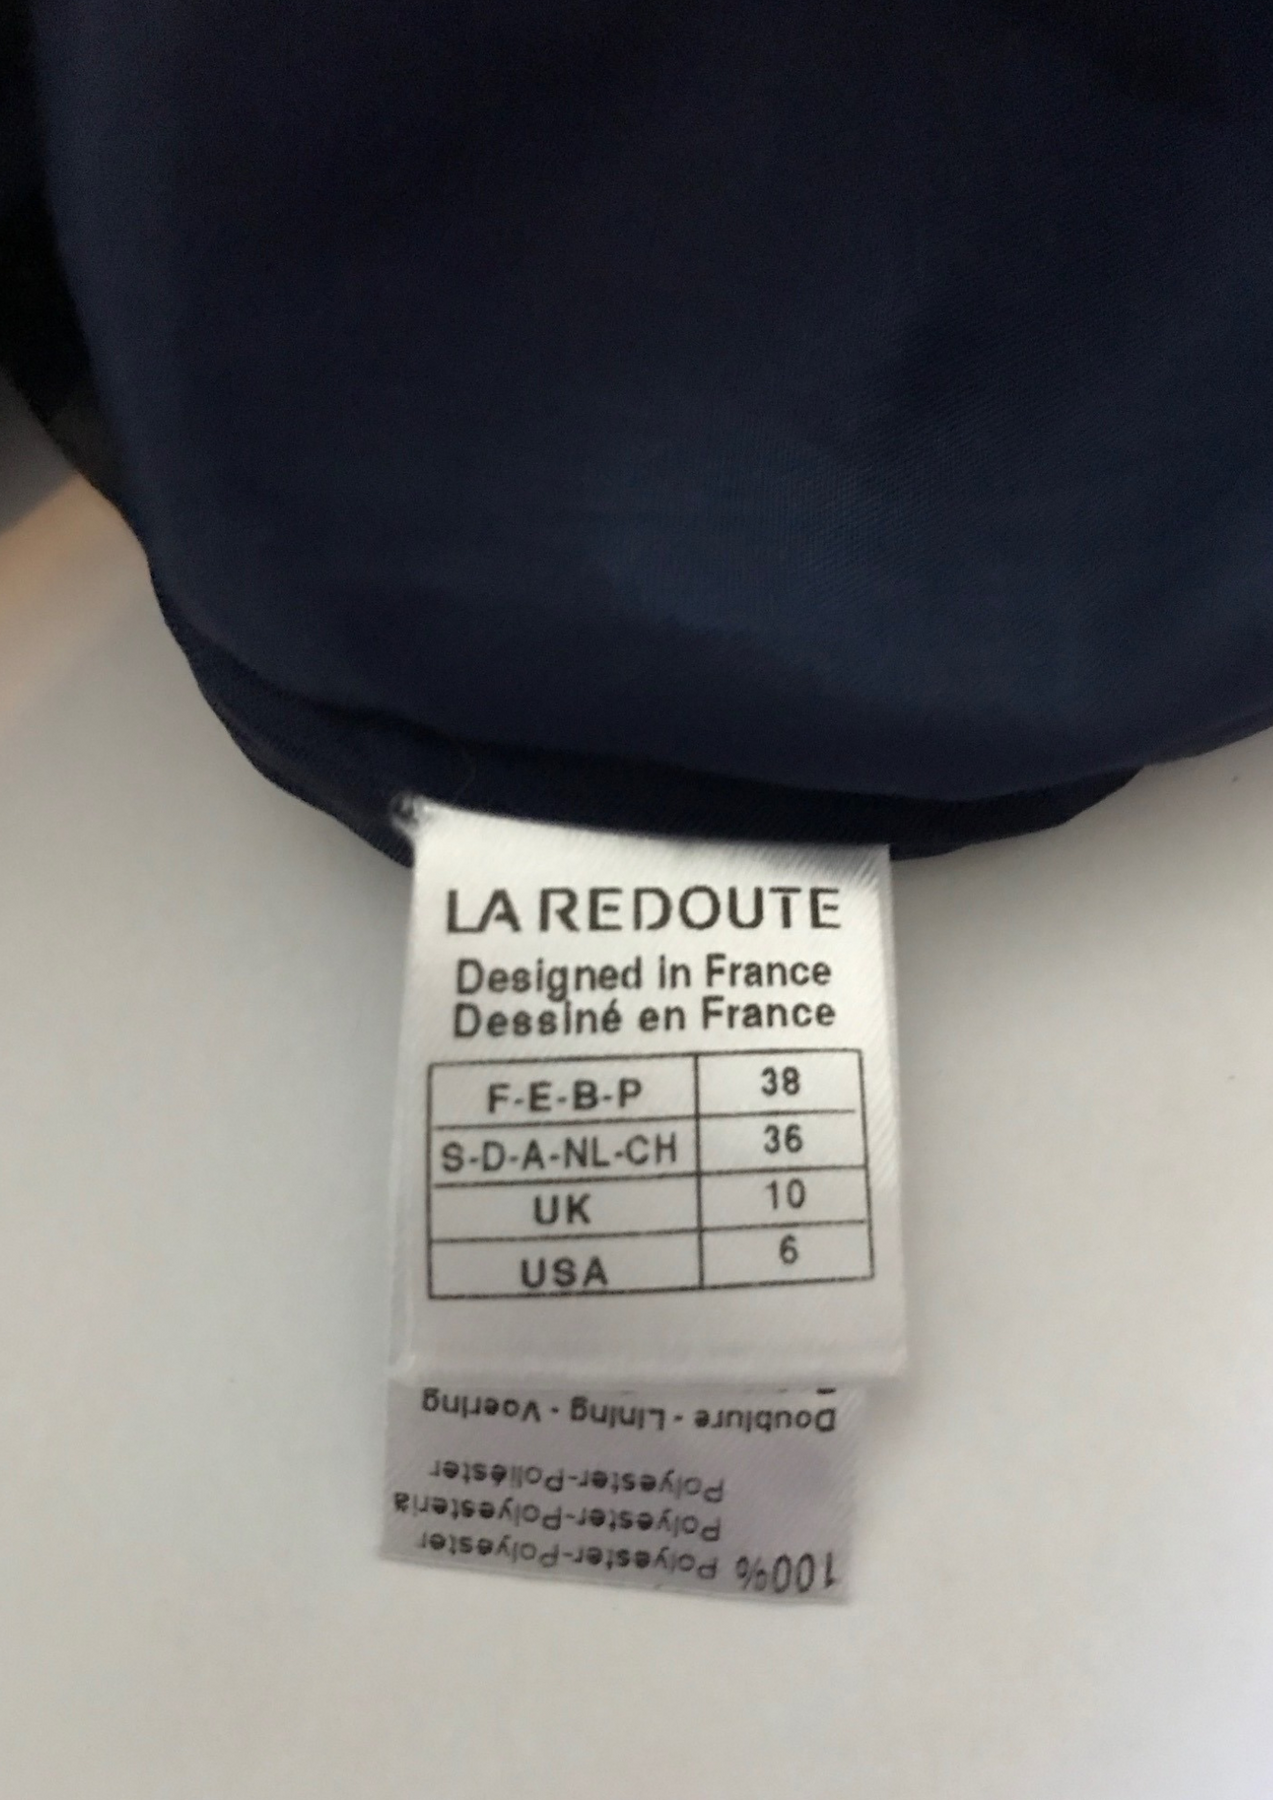 LA REDOUTE
Designed in France
Dessiné en France
F-E-B-P 38
S-D-A-NL-CH 36
UK 10
USA 6
100% Polyester-Polyester
Polyester-Polyesteria
Polyester-Poliéster
Doublure - Lining - Voering